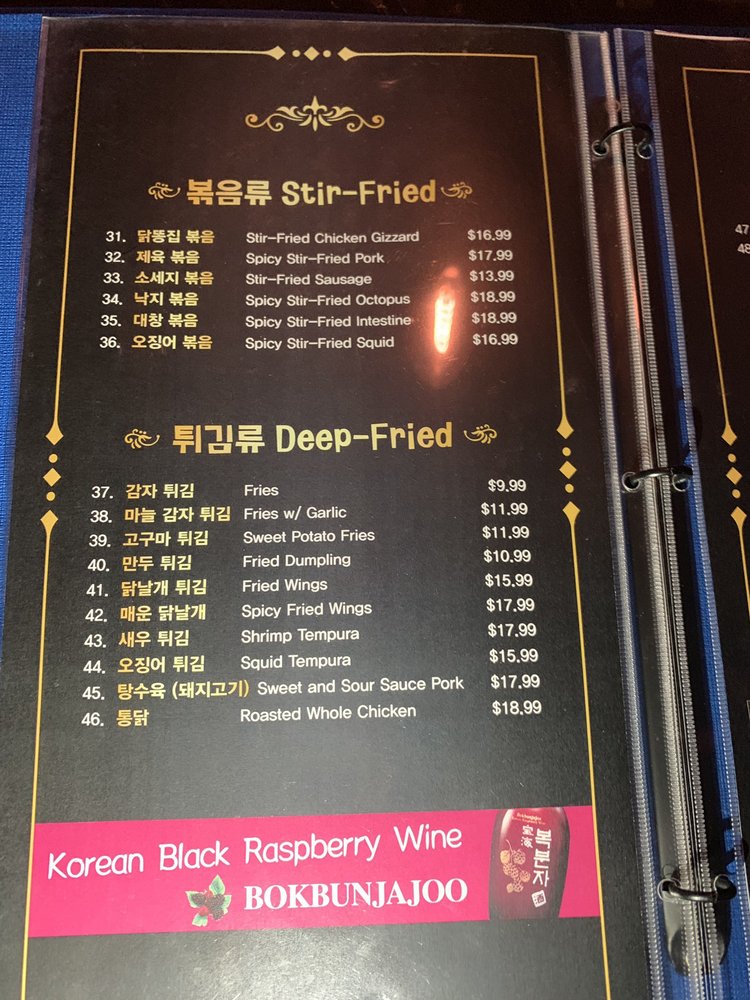 볶음류 Stir-Fried
31. 닭똥집 볶음 Stir-Fried Chicken Gizzard $16.99
32. 제육 볶음 Spicy Stir-Fried Pork $17.99
33. 소세지 볶음 Stir-Fried Sausage $13.99
34. 낙지 볶음 Spicy Stir-Fried Octopus $18.99
35. 대창 볶음 Spicy Stir-Fried Intestine $18.99
36. 오징어 볶음 Spicy Stir-Fried Squid $16.99
튀김류 Deep-Fried
37. 감자 튀김 Fries $9.99
38. 마늘 감자 튀김 Fries w/ Garlic $11.99
39. 고구마 튀김 Sweet Potato Fries $11.99
40. 만두 튀김 Fried Dumpling $10.99
41. 닭날개 튀김 Fried Wings $15.99
42. 매운 닭날개 Spicy Fried Wings $17.99
43. 새우 튀김 Shrimp Tempura $17.99
44. 오징어 튀김 Squid Tempura $15.99
45. 탕수육 (돼지고기) Sweet and Sour Sauce Pork $17.99
46. 통닭 Roasted Whole Chicken $18.99
Korean Black Raspberry Wine
BOKBUNJAJOO
복분자
47
48